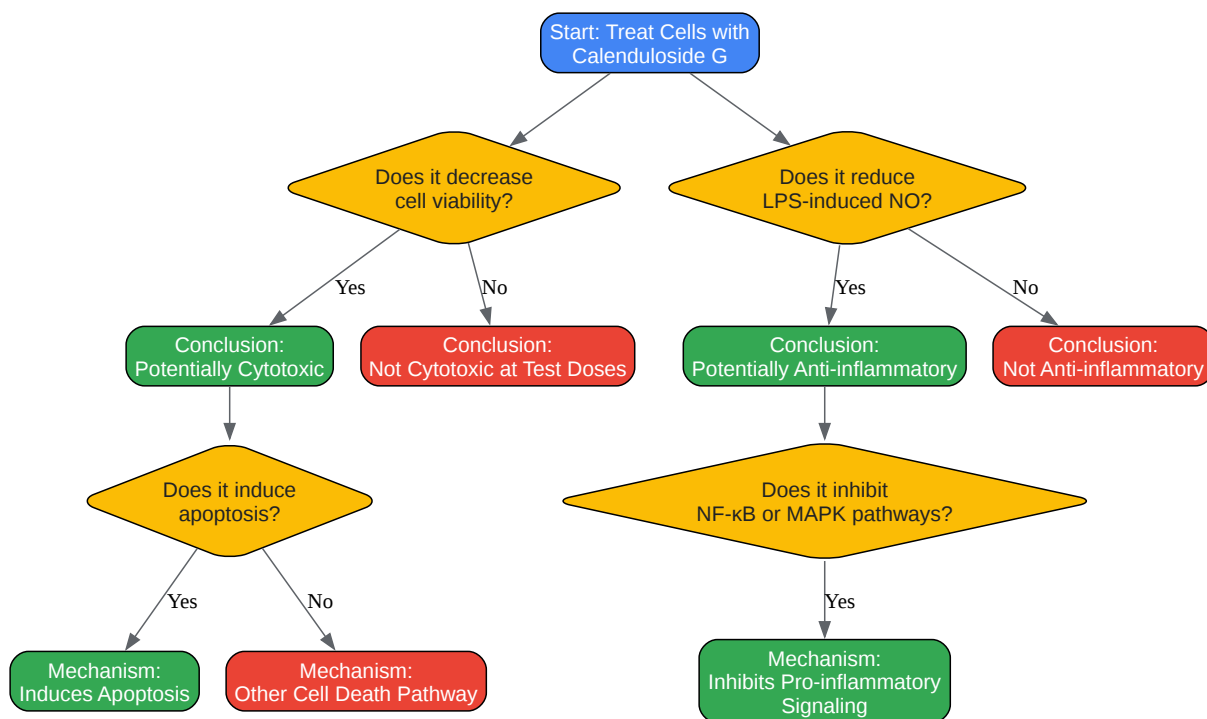 Start: Treat Cells with
Calenduloside G
Does it decrease
cell viability?
Does it reduce
LPS-induced NO?
Yes
No
Yes
No
Conclusion:
Potentially Cytotoxic
Conclusion:
Not Cytotoxic at Test Doses
Conclusion:
Potentially Anti-inflammatory
Conclusion:
Not Anti-inflammatory
Does it induce
apoptosis?
Does it inhibit
NF-κB or MAPK pathways?
Yes
No
Yes
Mechanism:
Induces Apoptosis
Mechanism:
Other Cell Death Pathway
Mechanism:
Inhibits Pro-inflammatory
Signaling